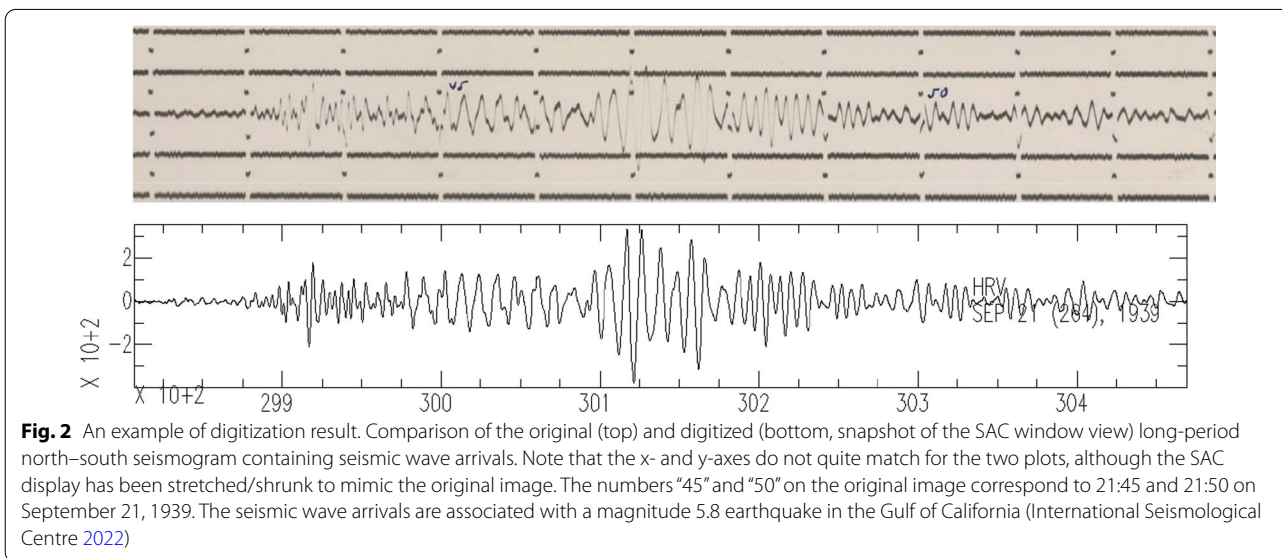 45
50
2
0
-2
X 10+2
HRV
SEP 21 (264), 1939
X 10+2
299
300
301
302
303
304
Fig. 2 An example of digitization result. Comparison of the original (top) and digitized (bottom, snapshot of the SAC window view) long-period
north–south seismogram containing seismic wave arrivals. Note that the x- and y-axes do not quite match for the two plots, although the SAC
display has been stretched/shrunk to mimic the original image. The numbers “45” and “50” on the original image correspond to 21:45 and 21:50 on
September 21, 1939. The seismic wave arrivals are associated with a magnitude 5.8 earthquake in the Gulf of California (International Seismological
Centre 2022)